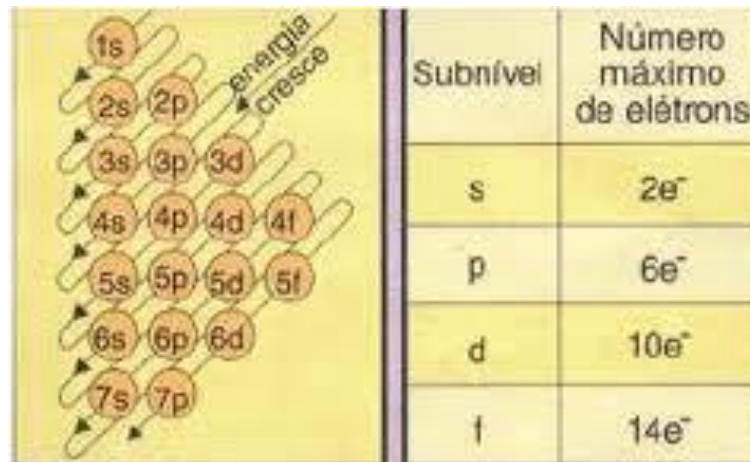 1s
2s 2p
3s 3p 3d
4s 4p 4d 4f
5s 5p 5d 5f
6s 6p 6d
7s 7p
energia
cresce
Subnível
Número
máximo
de elétrons
s 2e⁻
p 6e⁻
d 10e⁻
f 14e⁻